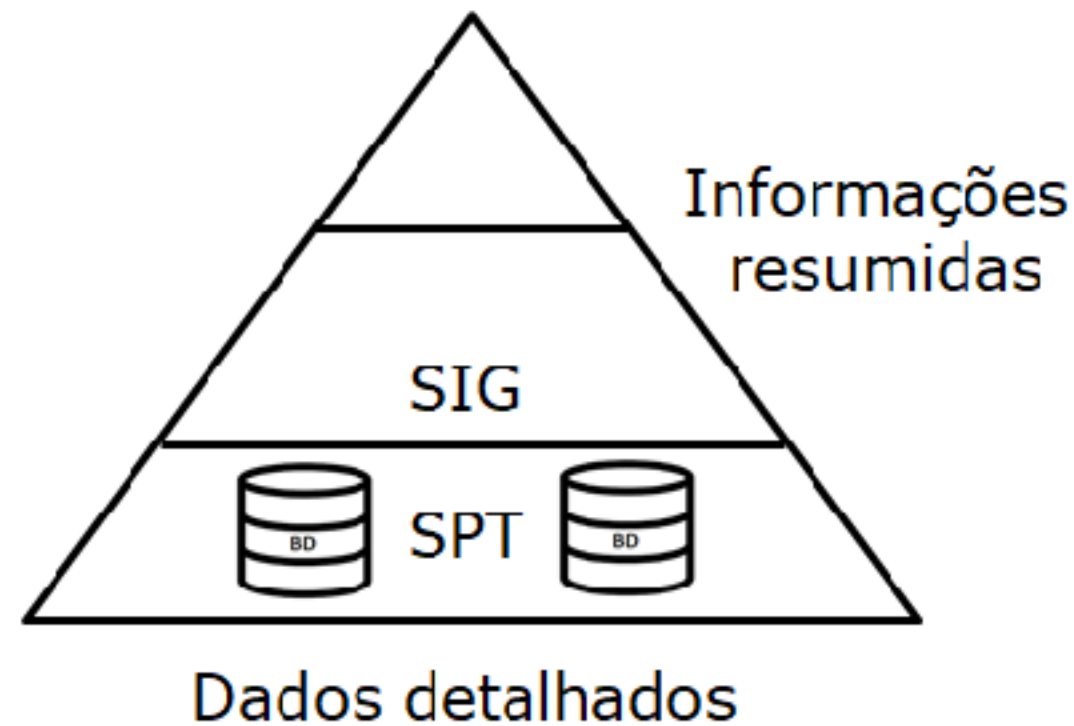 Informações
resumidas
SIG
BD
SPT
BD
Dados detalhados